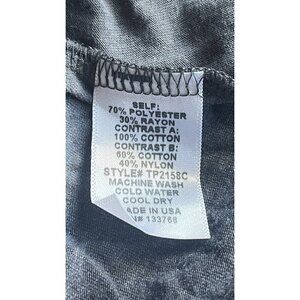 SELF:
70% POLYESTER
30% RAYON
CONTRAST A:
100% COTTON
CONTRAST B:
60% COTTON
40% NYLON
STYLE# TP2158C
MACHINE WASH
COLD WATER
COOL DRY
ADE IN USA
N# 133768